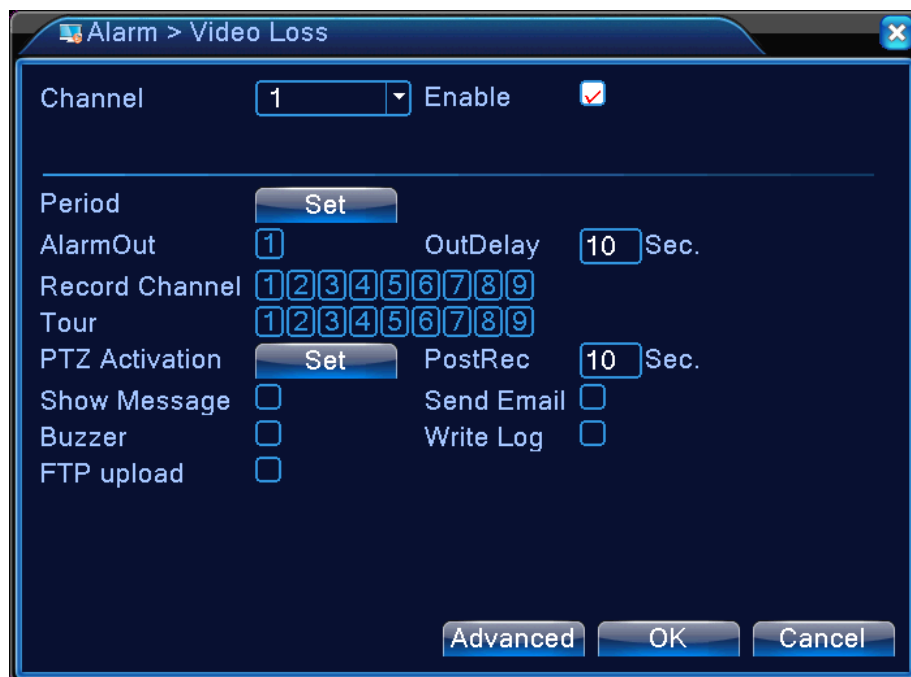 Alarm > Video Loss
Channel 1 Enable
Period Set
AlarmOut 1 OutDelay 10 Sec.
Record Channel 1 2 3 4 5 6 7 8 9
Tour 1 2 3 4 5 6 7 8 9
PTZ Activation Set PostRec 10 Sec.
Show Message Send Email
Buzzer Write Log
FTP upload
Advanced OK Cancel